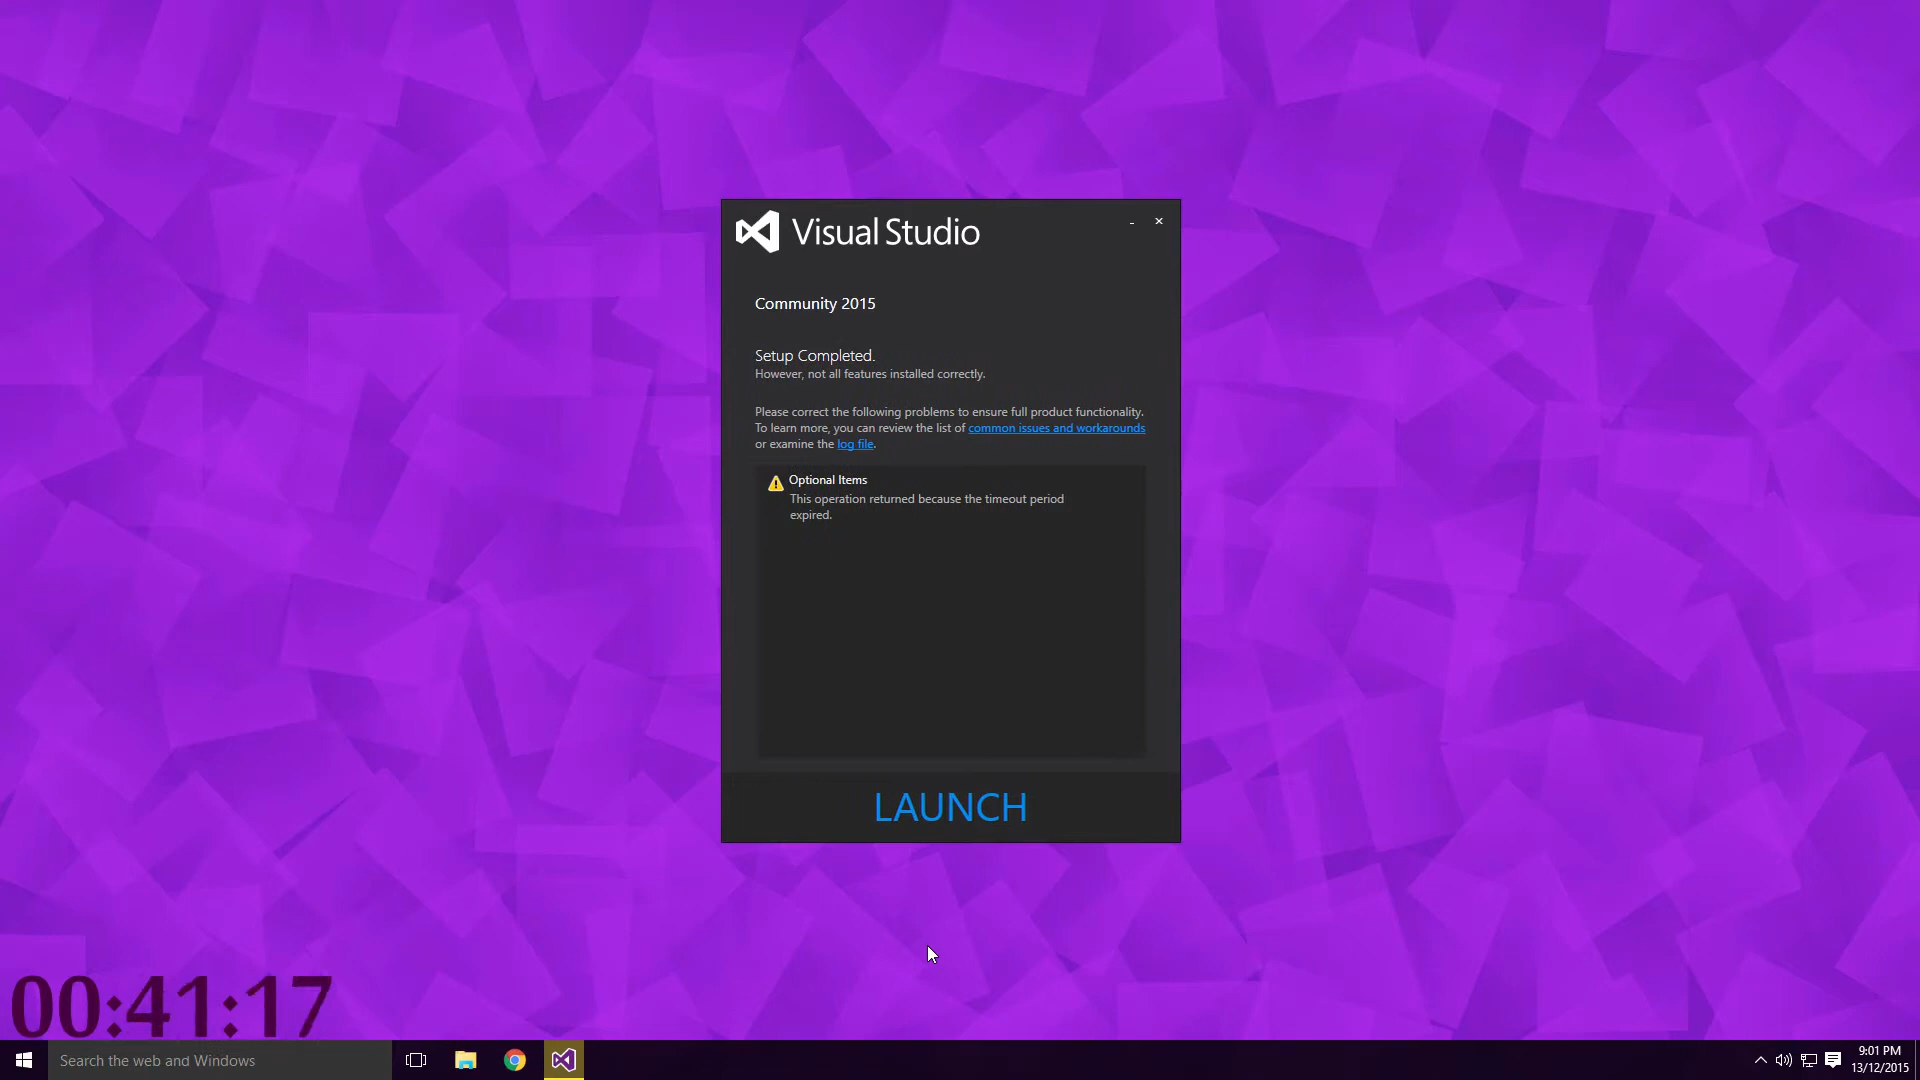 Visual Studio
Community 2015
Setup Completed.
However, not all features installed correctly.
Please correct the following problems to ensure full product functionality.
To learn more, you can review the list of common issues and workarounds
or examine the log file.
Optional Items
This operation returned because the timeout period
expired.
LAUNCH
00:41:17
Search the web and Windows
9:01 PM
13/12/2015